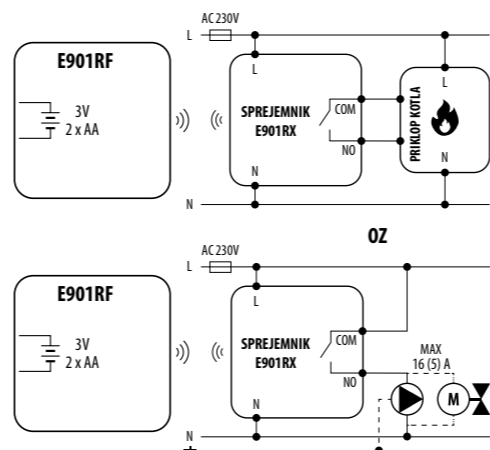 AC 230V
L
E901RF
3V
2 x AA
L
SPREJEMNIK
E901RX
COM
NO
N
L
PRIKLOP KOTLA
N
N
OZ
AC 230V
L
E901RF
3V
2 x AA
L
SPREJEMNIK
E901RX
COM
NO
N
MAX
16 (5) A
M
N